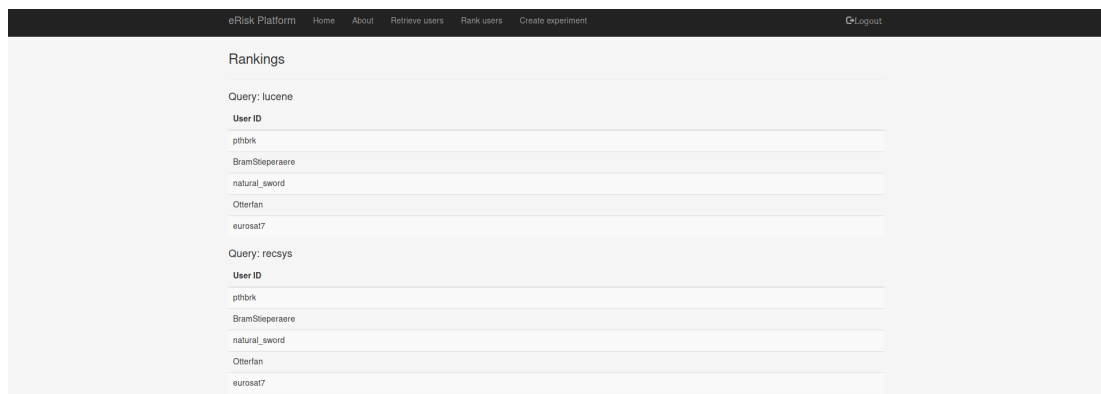 eRisk Platform Home About Retrieve users Rank users Create experiment Logout
Rankings
Query: lucene
User ID
pthbrk
BramStieperaere
natural_sword
Otterfan
eurosat7
Query: recsys
User ID
pthbrk
BramStieperaere
natural_sword
Otterfan
eurosat7